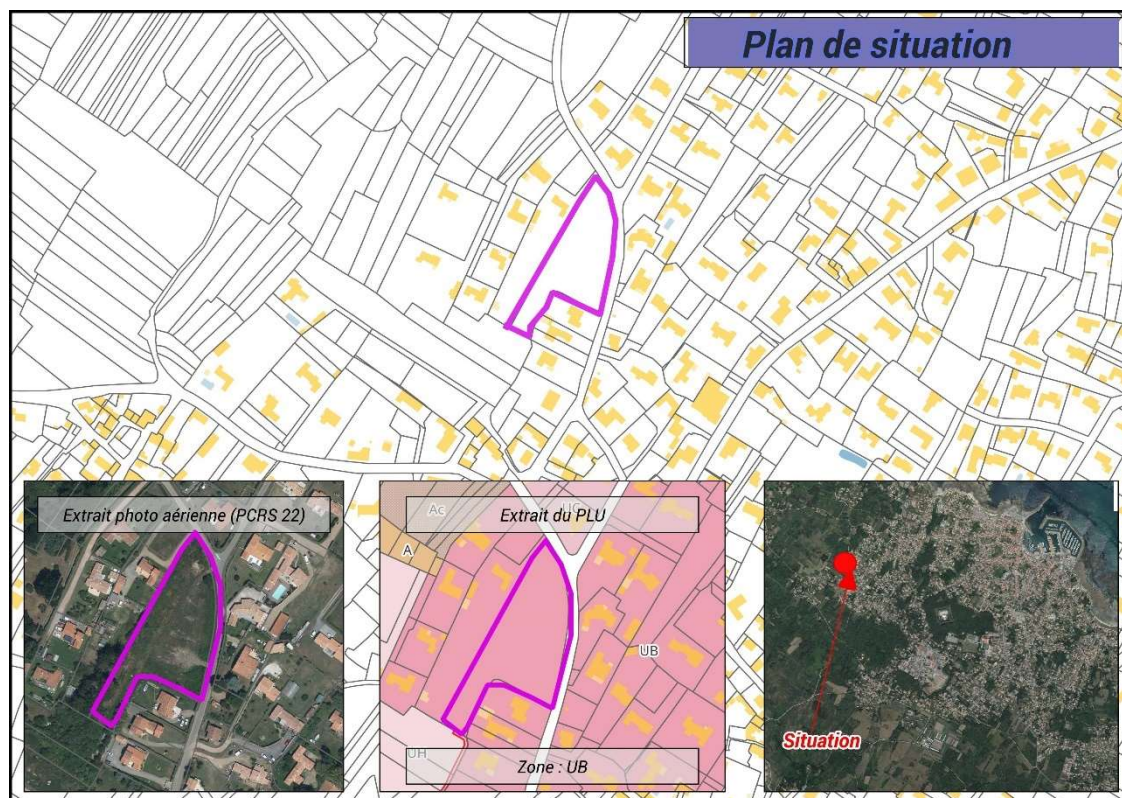 Plan de situation
Extrait photo aérienne (PCRS 22)
Extrait du PLU
Ac
UC
A
UB
UH
Zone : UB
Situation